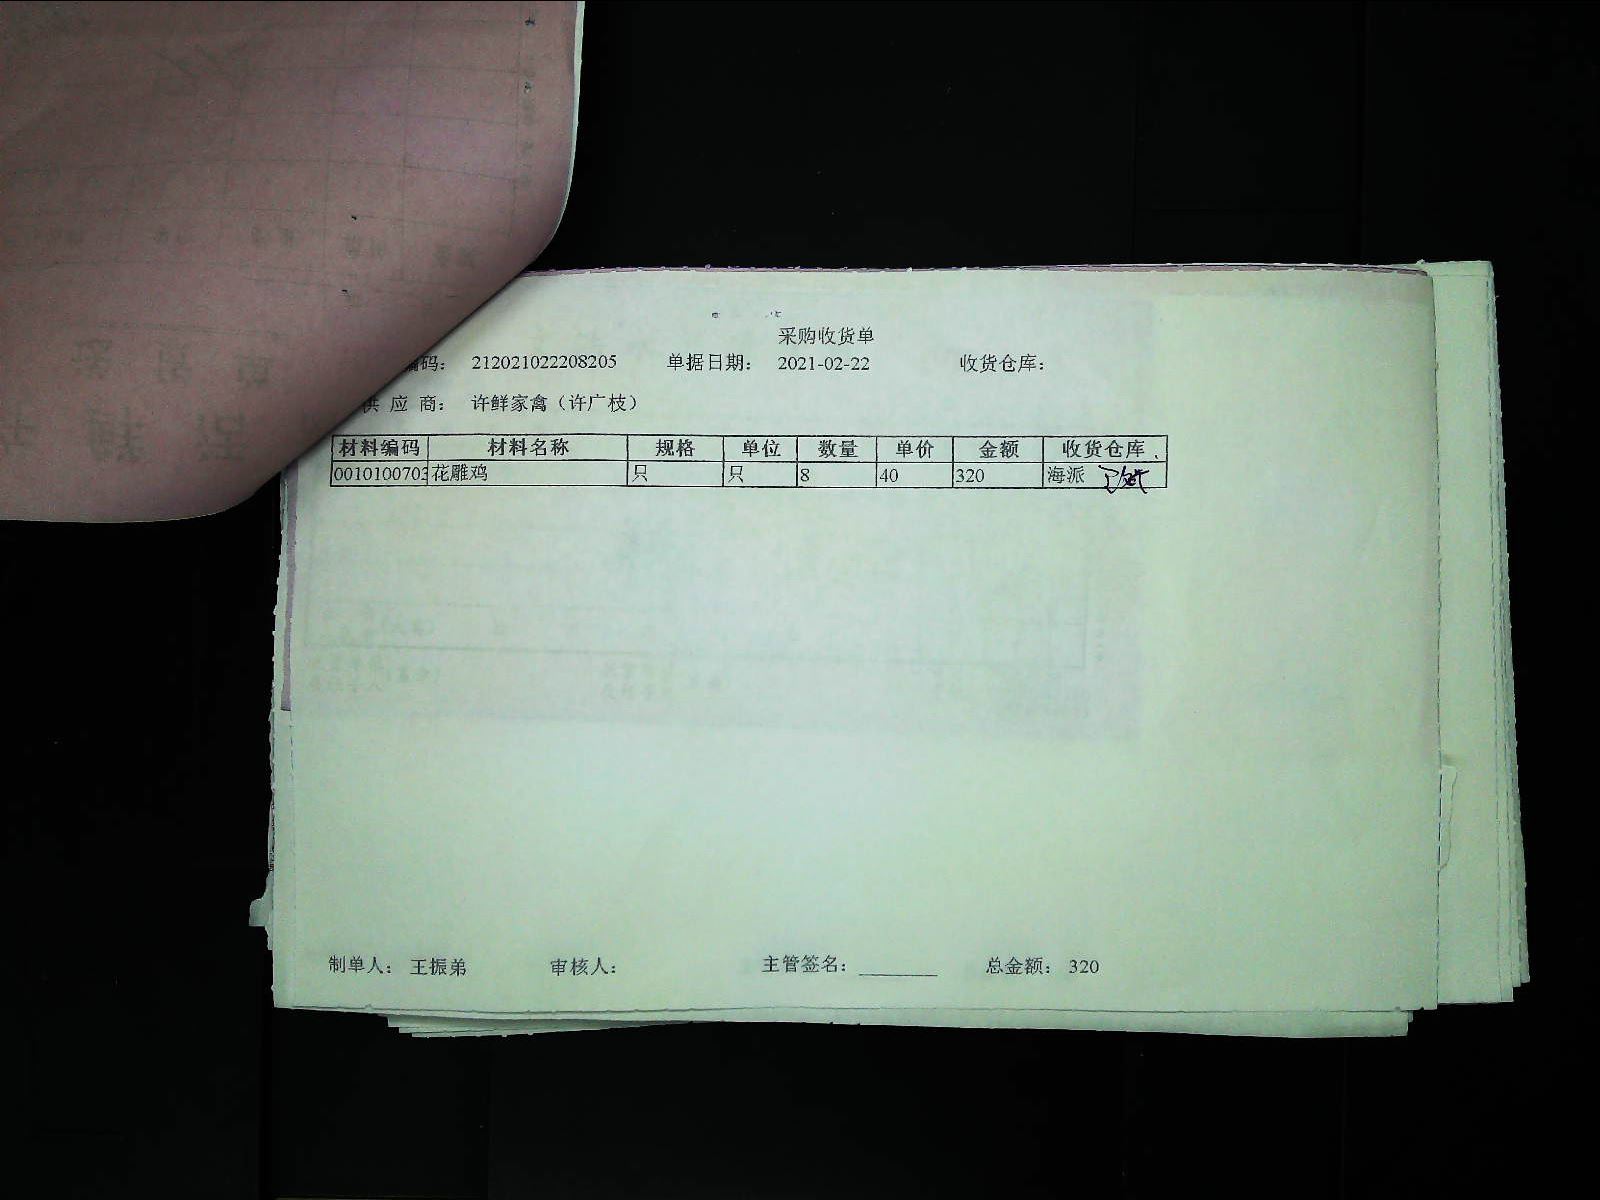 采购收货单
编码： 212021022208205 单据日期： 2021-02-22 收货仓库：
供 应 商： 许鲜家禽（许广枝）
材料编码 材料名称 规格 单位 数量 单价 金额 收货仓库
0010100703 花雕鸡 只 只 8 40 320 海派
制单人： 王振弟 审核人： 主管签名： ________ 总金额： 320